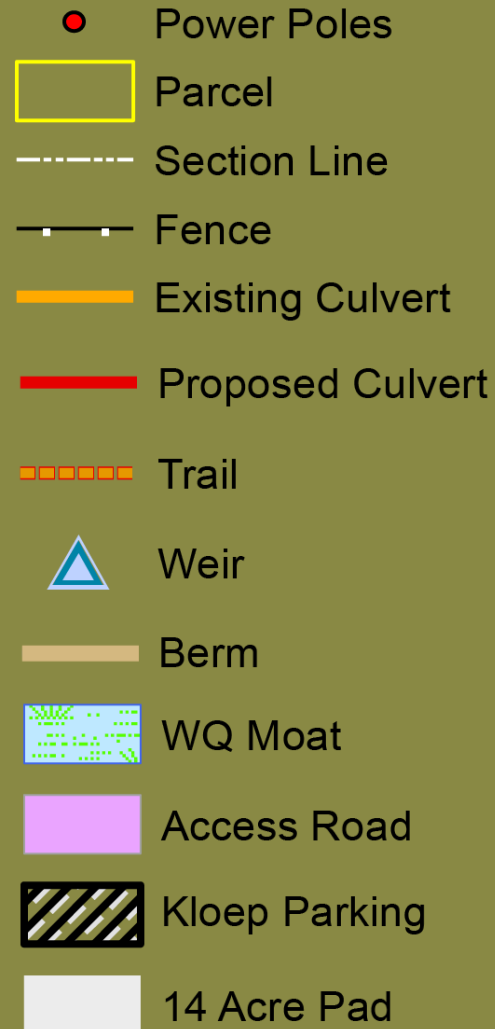 Power Poles
Parcel
Section Line
Fence
Existing Culvert
Proposed Culvert
Trail
Weir
Berm
WQ Moat
Access Road
Kloep Parking
14 Acre Pad